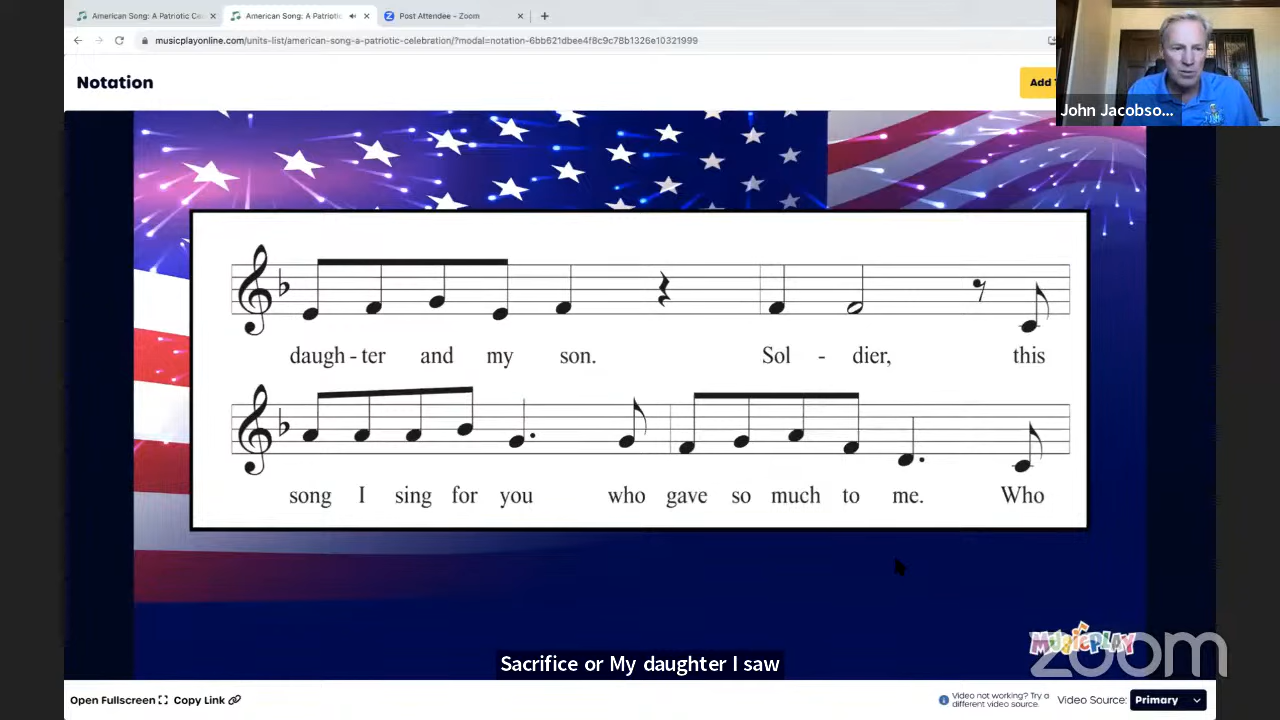 American Song: A Patriotic Ce
American Song: A Patriotic
Post Attendee - Zoom
musicplayonline.com/units-list/american-song-a-patriotic-celebration/?modal=notation-6bb621dbee4f8c9c78b1326e10321999
Notation
Add
John Jacobso...
daugh - ter and my son. Sol - dier, this
song I sing for you who gave so much to me. Who
MUSICPLAY
zoom
Sacrifice or My daughter I saw
Open Fullscreen Copy Link
Video not working? Try a
different video source.
Video Source: Primary